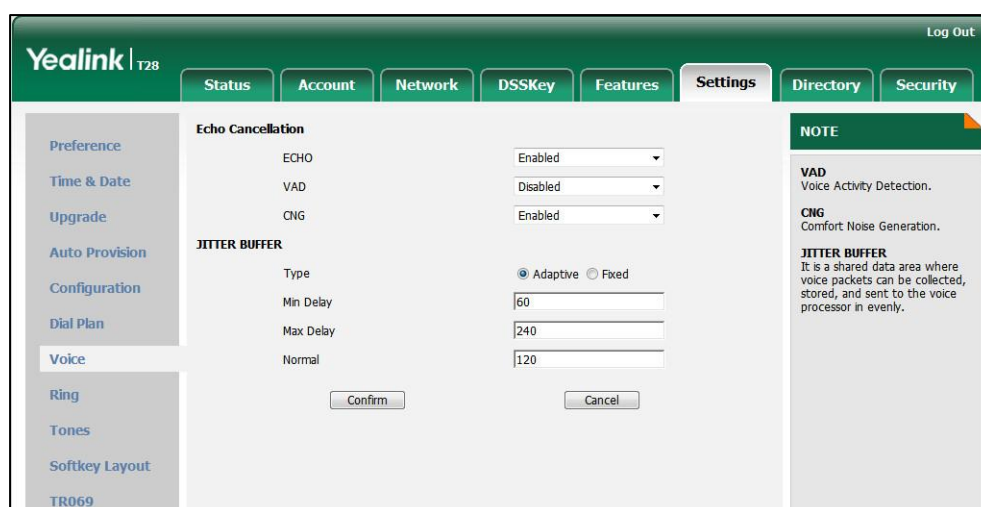 Log Out
Yealink T28
Status Account Network DSSKey Features Settings Directory Security
Preference
Time & Date
Upgrade
Auto Provision
Configuration
Dial Plan
Voice
Ring
Tones
Softkey Layout
TR069
Echo Cancellation
ECHO Enabled
VAD Disabled
CNG Enabled
JITTER BUFFER
Type Adaptive Fixed
Min Delay 60
Max Delay 240
Normal 120
Confirm Cancel
NOTE
VAD
Voice Activity Detection.
CNG
Comfort Noise Generation.
JITTER BUFFER
It is a shared data area where
voice packets can be collected,
stored, and sent to the voice
processor in evenly.